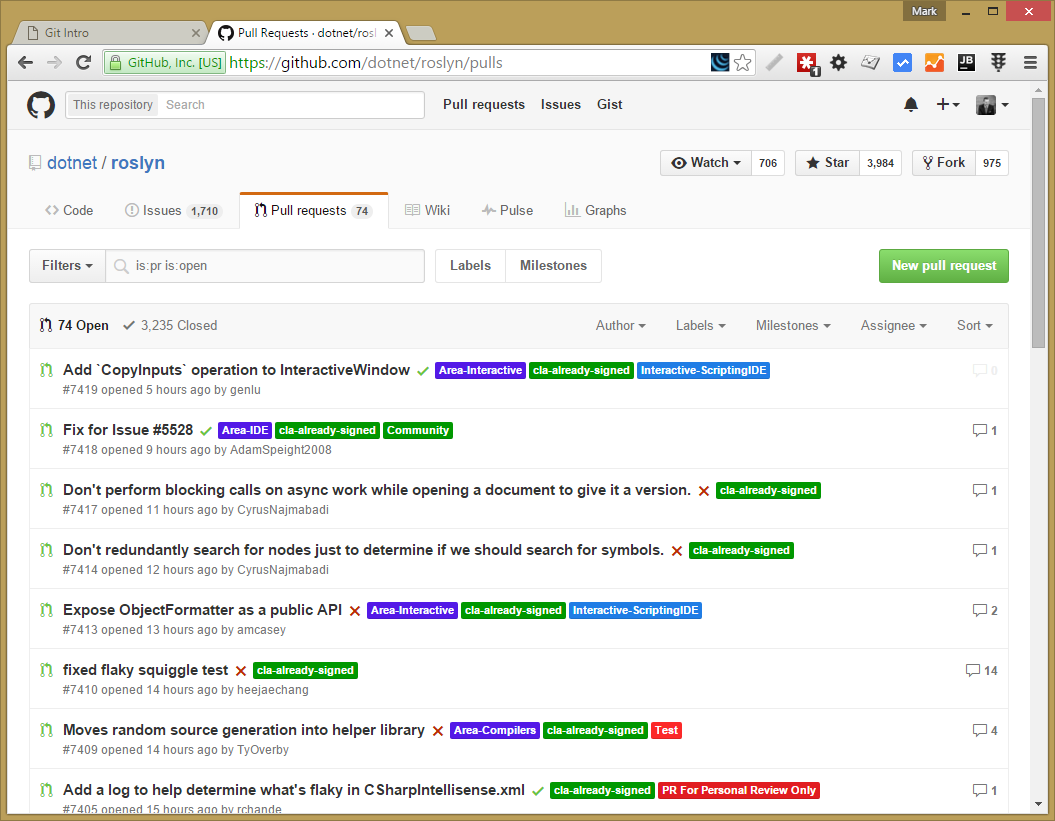 Mark
Git Intro
Pull Requests · dotnet/rosl
GitHub, Inc. [US] https://github.com/dotnet/roslyn/pulls
1
JB
This repository Search Pull requests Issues Gist
dotnet / roslyn
Watch 706 Star 3,984 Fork 975
Code Issues 1,710 Pull requests 74 Wiki Pulse Graphs
Filters is:pr is:open Labels Milestones New pull request
74 Open 3,235 Closed Author Labels Milestones Assignee Sort
Add `CopyInputs` operation to InteractiveWindow Area-Interactive cla-already-signed Interactive-ScriptingIDE 0
#7419 opened 5 hours ago by genlu
Fix for Issue #5528 Area-IDE cla-already-signed Community 1
#7418 opened 9 hours ago by AdamSpeight2008
Don't perform blocking calls on async work while opening a document to give it a version. cla-already-signed 1
#7417 opened 11 hours ago by CyrusNajmabadi
Don't redundantly search for nodes just to determine if we should search for symbols. cla-already-signed 1
#7414 opened 12 hours ago by CyrusNajmabadi
Expose ObjectFormatter as a public API Area-Interactive cla-already-signed Interactive-ScriptingIDE 2
#7413 opened 13 hours ago by amcasey
fixed flaky squiggle test cla-already-signed 14
#7410 opened 14 hours ago by heejaechang
Moves random source generation into helper library Area-Compilers cla-already-signed Test 4
#7409 opened 14 hours ago by TyOverby
Add a log to help determine what's flaky in CSharpIntellisense.xml cla-already-signed PR For Personal Review Only 1
#7405 opened 15 hours ago by rchande